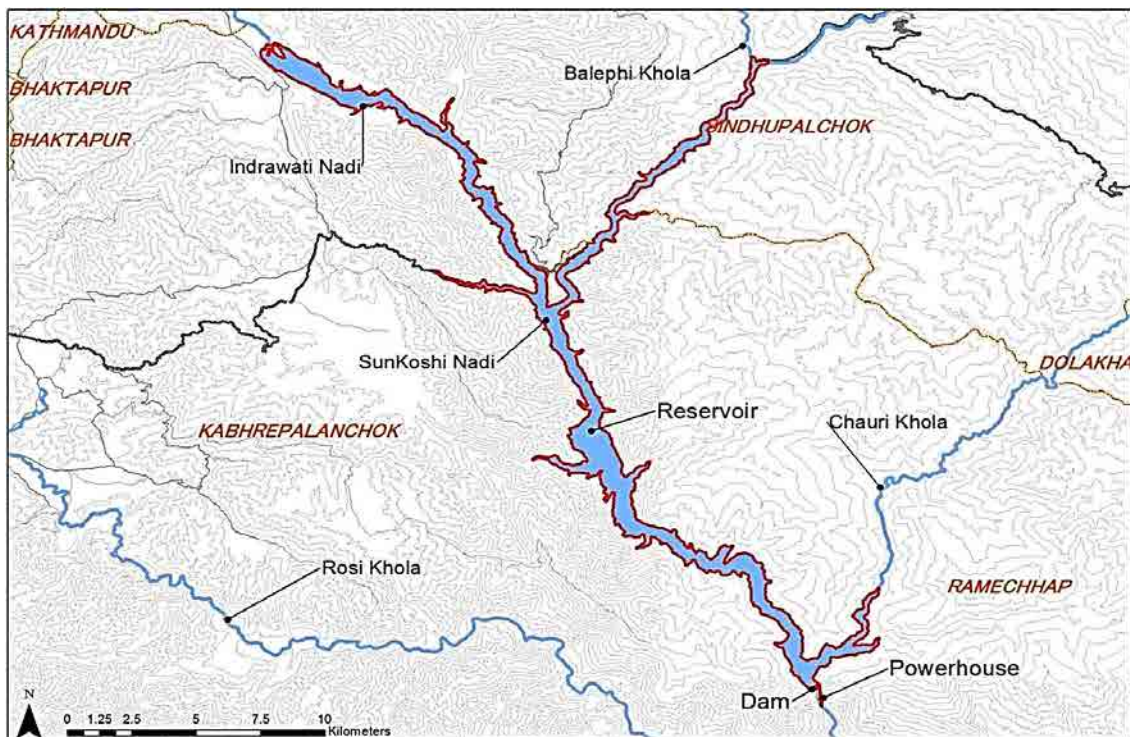 KATHMANDU
Balephi Khola
BHAKTAPUR
SINDHUPALCHOK
BHAKTAPUR
Indrawati Nadi
SunKoshi Nadi
DOLAKHA
Reservoir
Chauri Khola
KABHREPALANCHOK
Rosi Khola
RAMECHHAP
Powerhouse
Dam
N
0 1.25 2.5 5 7.5 10
Kilometers